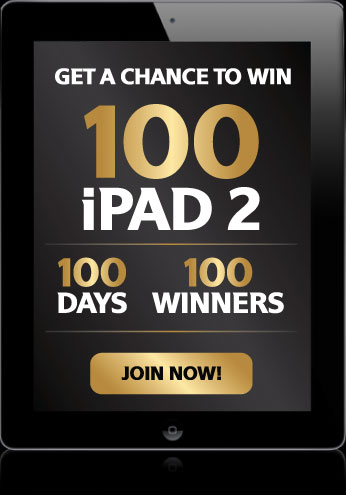 GET A CHANCE TO WIN
100
iPAD 2
100 100
DAYS WINNERS
JOIN NOW!